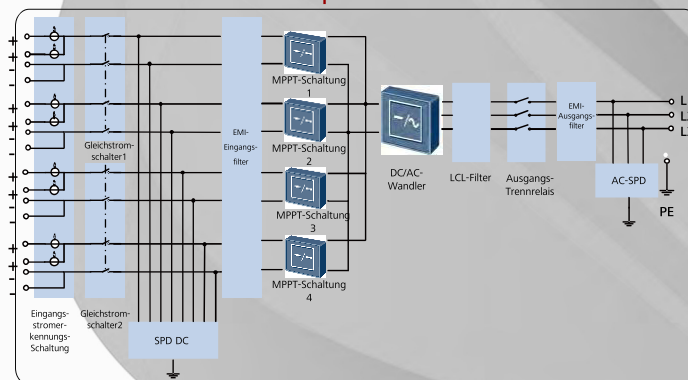 +
+
-
-
+
+
-
-
+
+
-
-
+
+
-
-
Gleichstrom-
schalter1
EMI-
Eingangs-
filter
MPPT-Schaltung
1
MPPT-Schaltung
2
MPPT-Schaltung
3
MPPT-Schaltung
4
DC/AC-
Wandler
LCL-Filter
Ausgangs-
Trennrelais
EMI-
Ausgangs-
filter
AC-SPD
PE
Eingangs-
stromer-
kennungs-
Schaltung
Gleichstrom-
schalter2
SPD DC